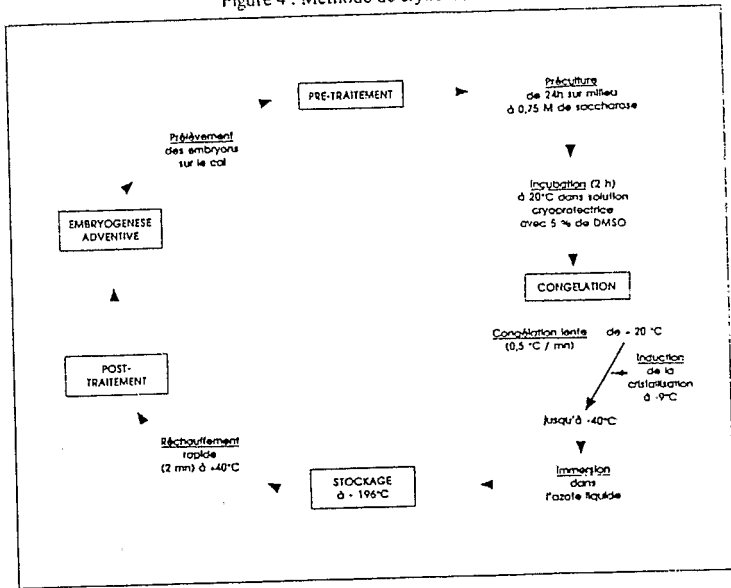 Figure 4 : Méthode de
PRE-TRAITEMENT
Préculture
de 24h sur milieu
à 0,75 M de saccharose
Incubation (2 h)
à 20°C dans solution
cryoprotectrice
avec 5 % de DMSO
CONGELATION
Congélation lente de + 20 °C
(0,5 °C / mn)
Induction
de la
cristallisation
à -9°C
jusqu'à -40°C
Immersion
dans
l'azote liquide
STOCKAGE
à - 196°C
Réchauffement
rapide
(2 mn) à +40°C
POST-
TRAITEMENT
EMBRYOGENESE
ADVENTIVE
Prélèvement
des embryons
sur le cal